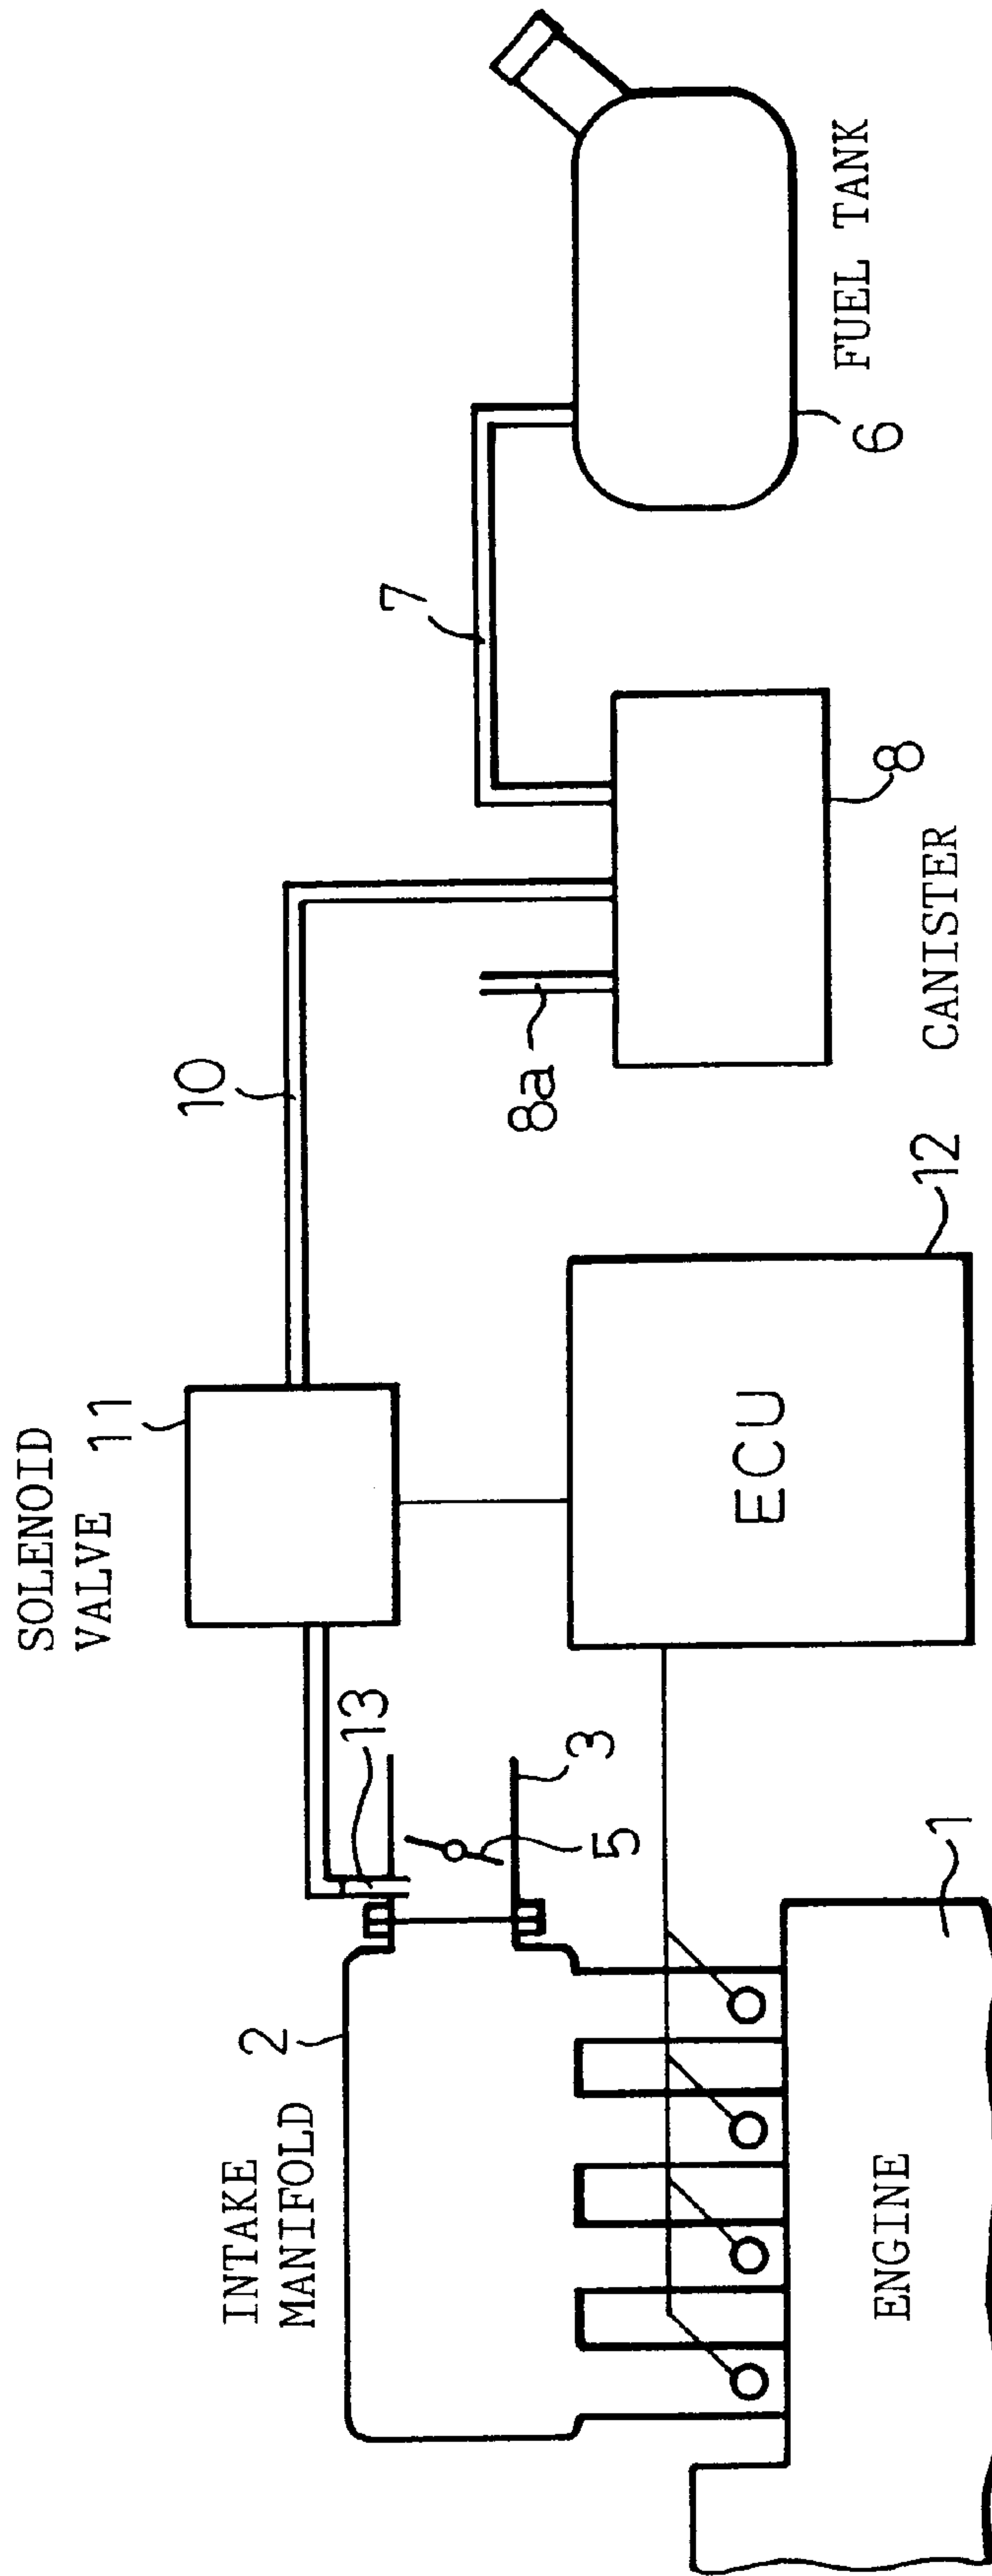 SOLENOID
VALVE
11
10
7
INTAKE
MANIFOLD
2
13
3
5
8a
FUEL TANK
6
ECU
12
CANISTER
8
ENGINE
1